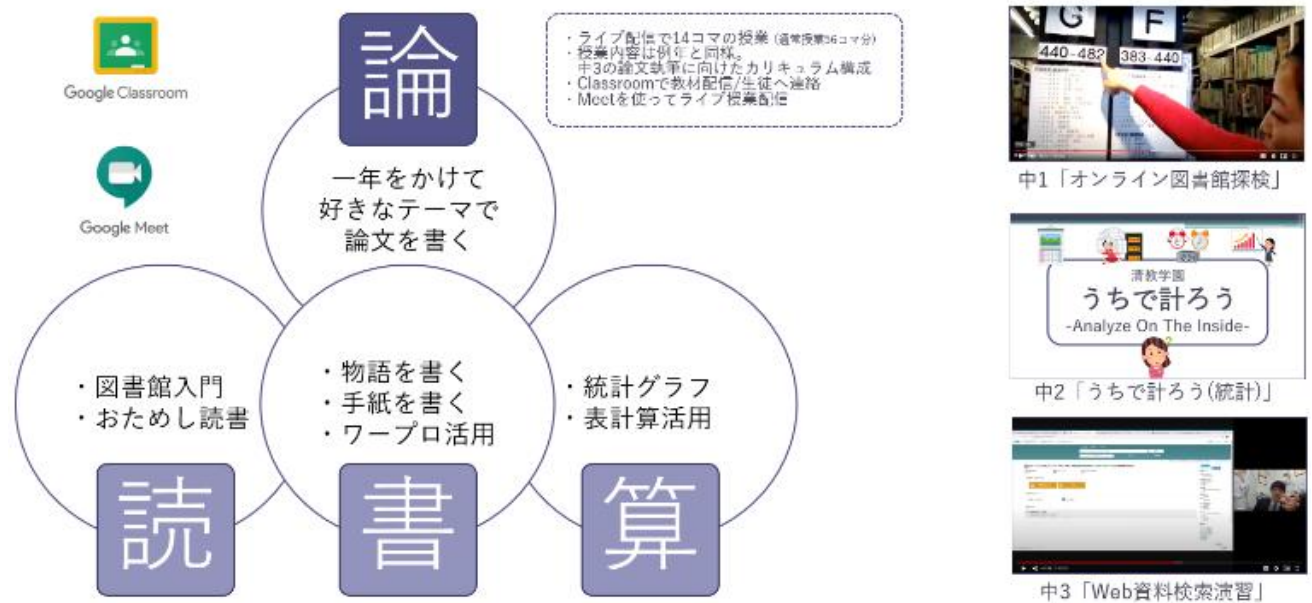 Google Classroom
Google Meet
論
一年をかけて
好きなテーマで
論文を書く
・ライブ配信で14コマの授業 (通常授業56コマ分)
・授業内容は例年と同様。
中3の論文執筆に向けたカリキュラム構成
・Classroomで教材配信/生徒へ連絡
・Meetを使ってライブ授業配信
・図書館入門
・おためし読書
読
・物語を書く
・手紙を書く
・ワープロ活用
書
・統計グラフ
・表計算活用
算
G F
440-482 383-440
中1「オンライン図書館探検」
清教学園
うちで計ろう
-Analyze On The Inside-
中2「うちで計ろう(統計)」
中3「Web資料検索演習」